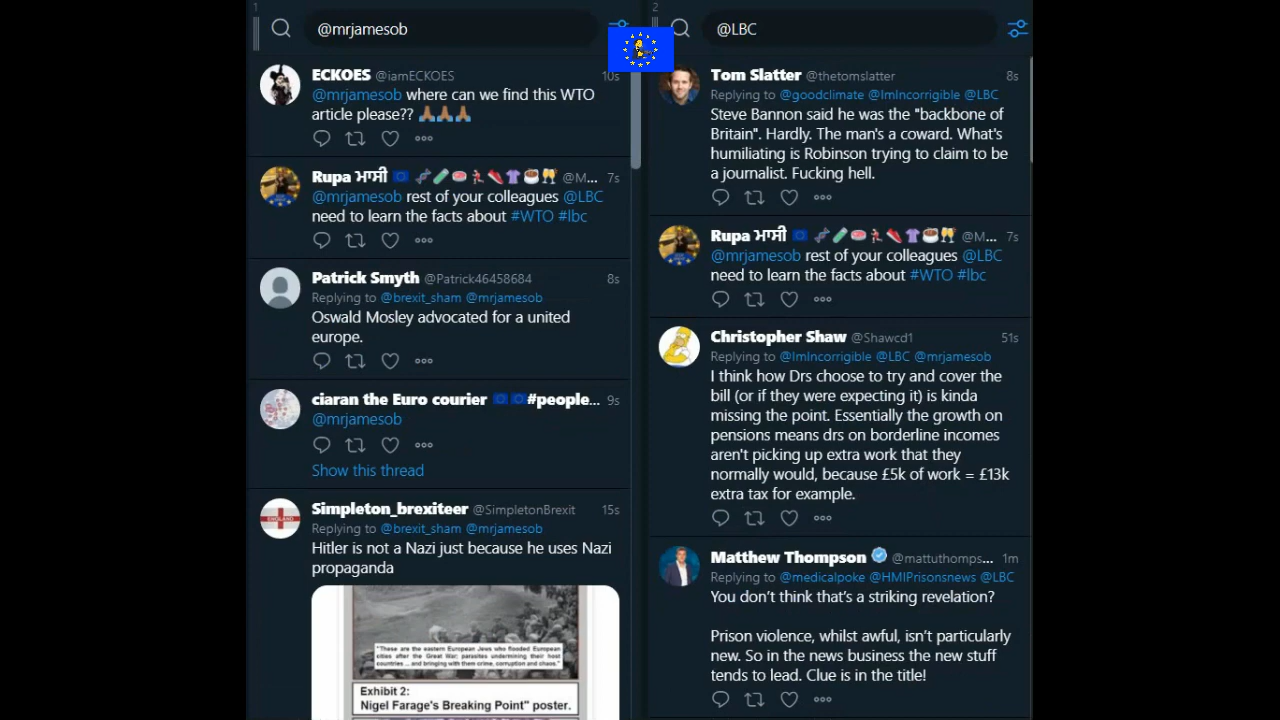 1
@mrjamesob
ECKOES @iamECKOES 10s
@mrjamesob where can we find this WTO
article please?? 🙏🏾🙏🏾🙏🏾
Rupa ਮਾਸੀ 🇪🇺 @M... 7s
@mrjamesob rest of your colleagues @LBC
need to learn the facts about #WTO #lbc
Patrick Smyth @Patrick46458684 8s
Replying to @brexit_sham @mrjamesob
Oswald Mosley advocated for a united
europe.
ciaran the Euro courier 🇪🇺🇪🇺#people... 9s
@mrjamesob
Show this thread
Simpleton_brexiteer @SimpletonBrexit 15s
Replying to @brexit_sham @mrjamesob
Hitler is not a Nazi just because he uses Nazi
propaganda
"These are the eastern European Jews who flooded European
cities after the Great War: parasites undermining their host
countries ... and bringing with them crime, corruption and chaos."
Exhibit 2:
Nigel Farage's Breaking Point" poster.
ENGLAND
2
@LBC
Tom Slatter @thetomslatter 8s
Replying to @goodclimate @ImIncorrigible @LBC
Steve Bannon said he was the "backbone of
Britain". Hardly. The man's a coward. What's
humiliating is Robinson trying to claim to be
a journalist. Fucking hell.
Rupa ਮਾਸੀ 🇪🇺 @M... 7s
@mrjamesob rest of your colleagues @LBC
need to learn the facts about #WTO #lbc
Christopher Shaw @Shawcd1 51s
Replying to @ImIncorrigible @LBC @mrjamesob
I think how Drs choose to try and cover the
bill (or if they were expecting it) is kinda
missing the point. Essentially the growth on
pensions means drs on borderline incomes
aren't picking up extra work that they
normally would, because £5k of work = £13k
extra tax for example.
Matthew Thompson @mattuthomps... 1m
Replying to @medicalpoke @HMIPrisonsnews @LBC
You don't think that's a striking revelation?
Prison violence, whilst awful, isn't particularly
new. So in the news business the new stuff
tends to lead. Clue is in the title!